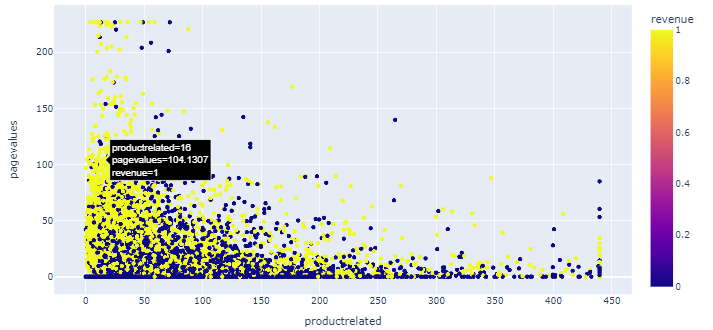 revenue
1
0.8
0.6
0.4
0.2
0
pagevalues
200
150
100
50
0
productrelated=16
pagevalues=104.1307
revenue=1
0 50 100 150 200 250 300 350 400 450
productrelated